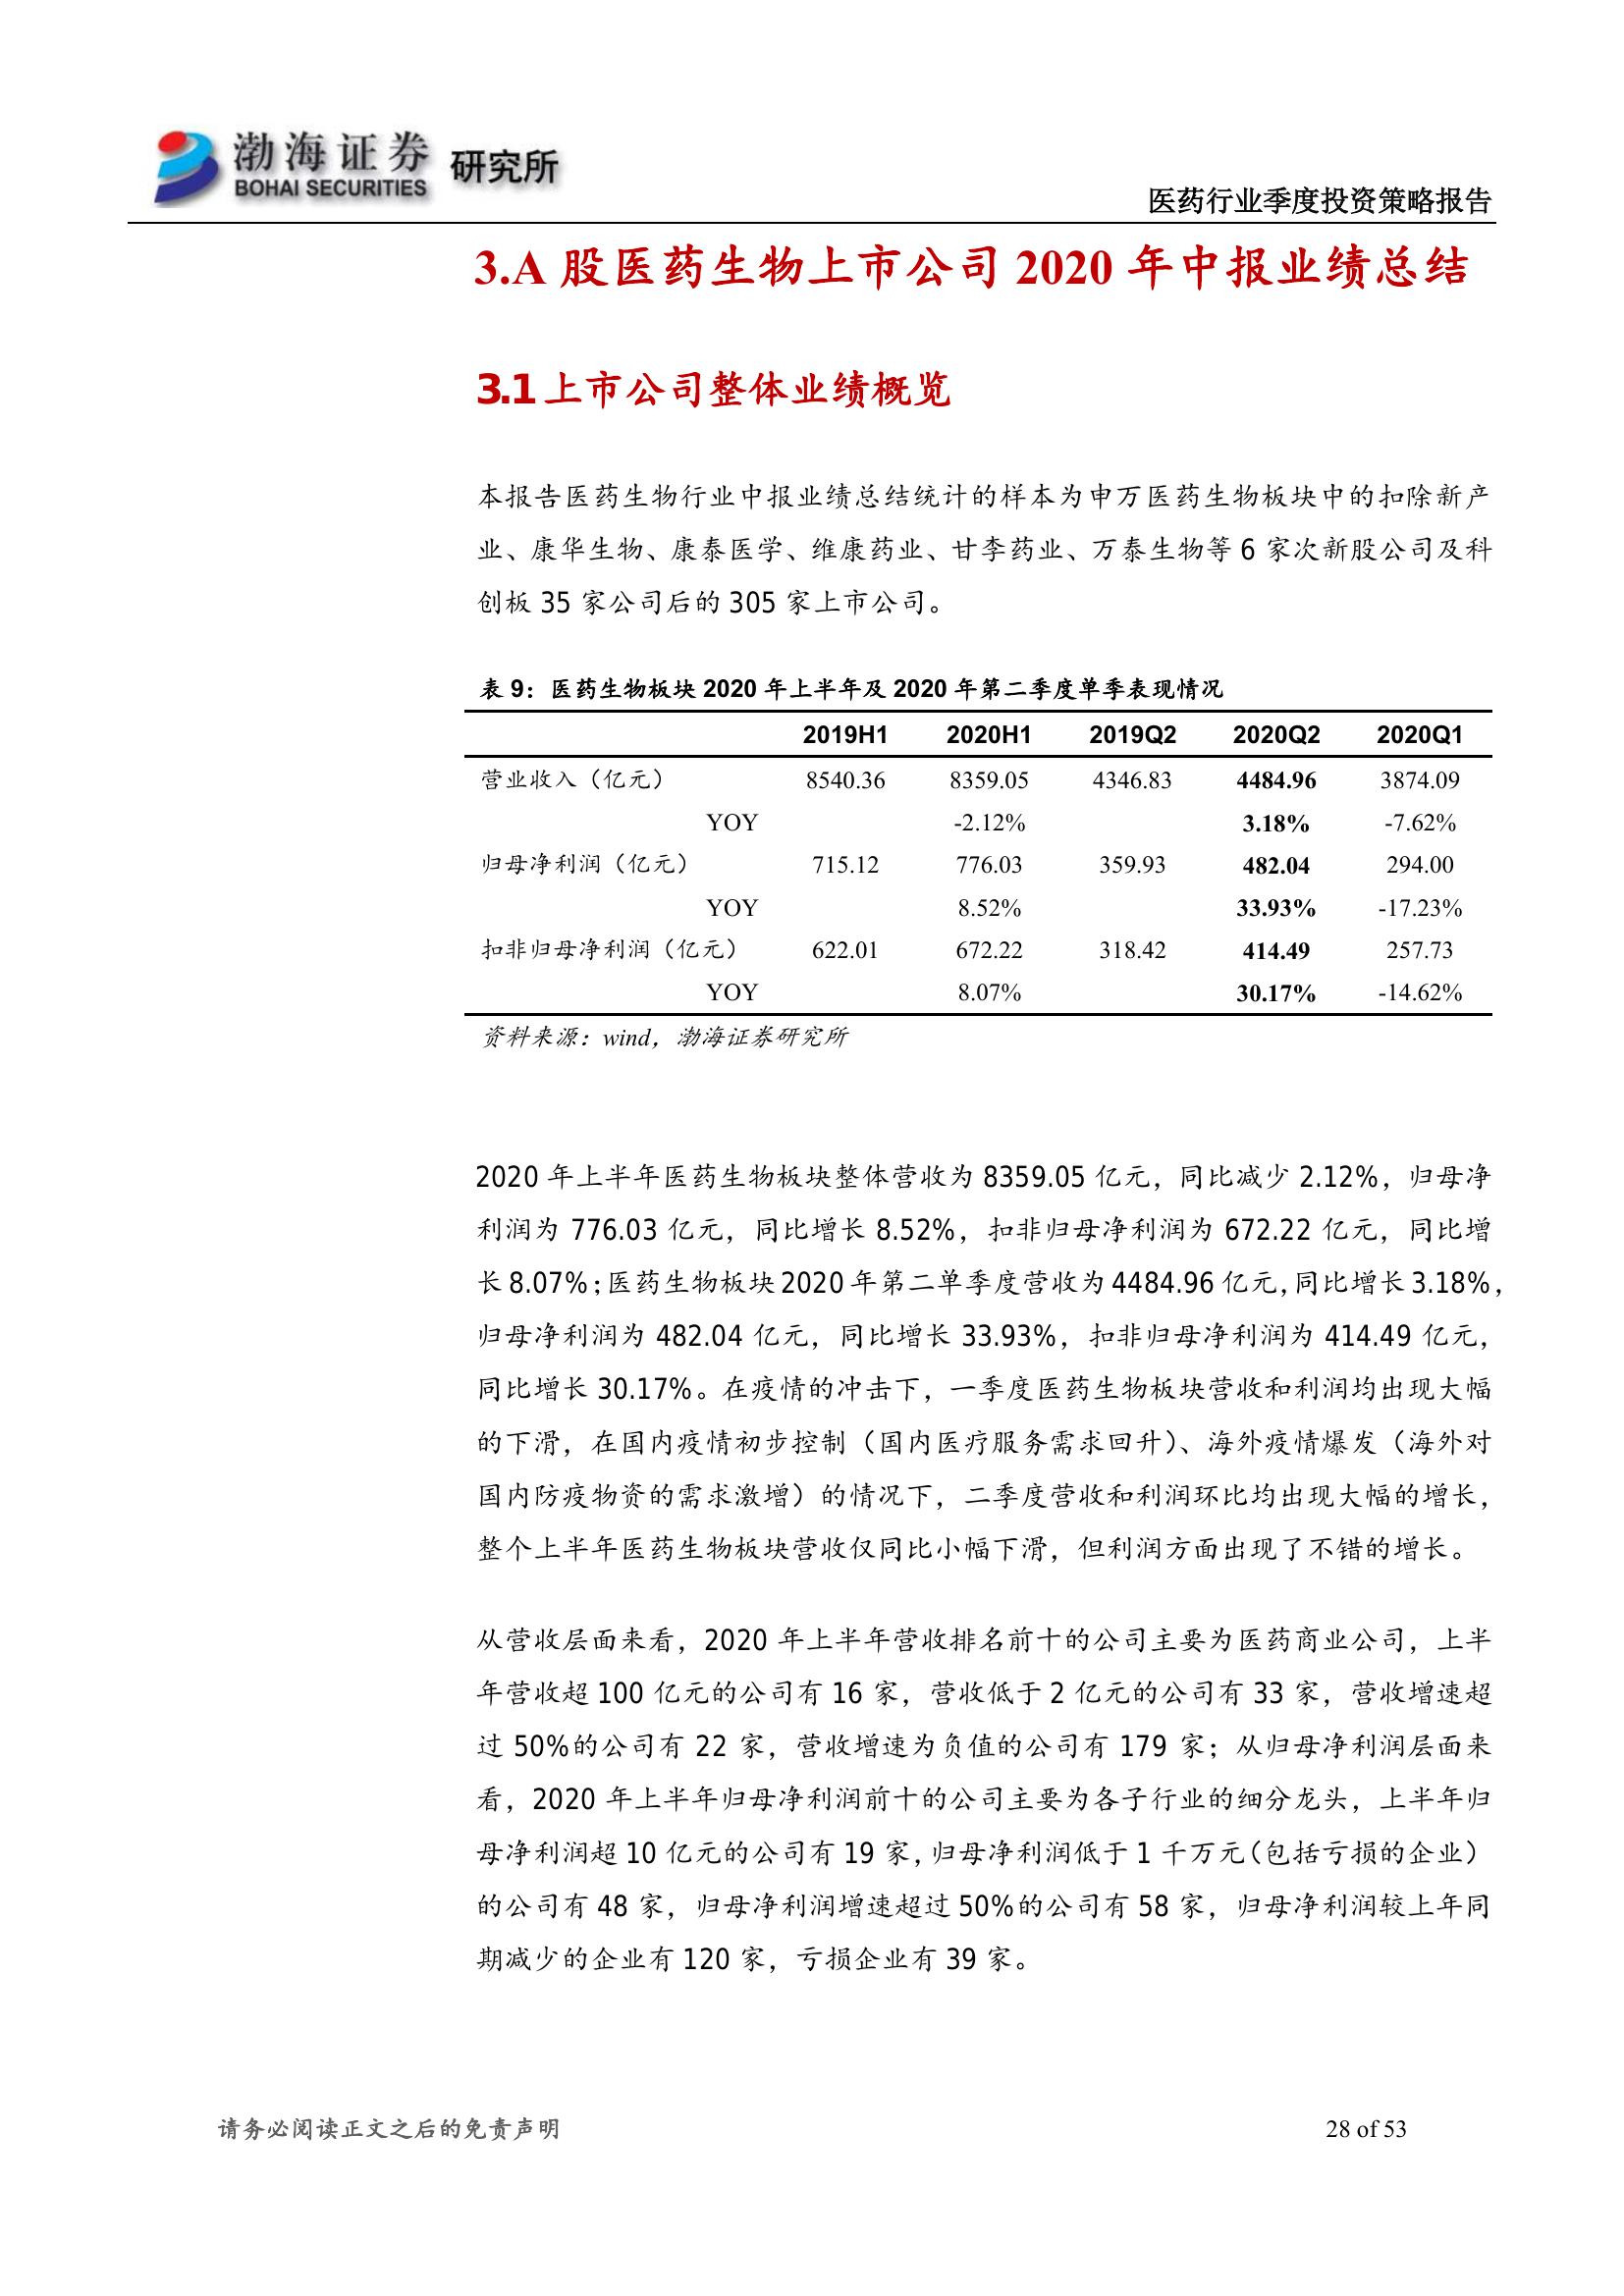 渤海证券 研究所
BOHAI SECURITIES
医药行业季度投资策略报告
3.A 股医药生物上市公司 2020 年中报业绩总结
3.1 上市公司整体业绩概览
本报告医药生物行业中报业绩总结统计的样本为申万医药生物板块中的扣除新产
业、康华生物、康泰医学、维康药业、甘李药业、万泰生物等 6 家次新股公司及科
创板 35 家公司后的 305 家上市公司。
表 9：医药生物板块 2020 年上半年及 2020 年第二季度单季表现情况
2019H1 2020H1 2019Q2 2020Q2 2020Q1
营业收入（亿元） 8540.36 8359.05 4346.83 4484.96 3874.09
YOY -2.12% 3.18% -7.62%
归母净利润（亿元） 715.12 776.03 359.93 482.04 294.00
YOY 8.52% 33.93% -17.23%
扣非归母净利润（亿元） 622.01 672.22 318.42 414.49 257.73
YOY 8.07% 30.17% -14.62%
资料来源：wind，渤海证券研究所
2020 年上半年医药生物板块整体营收为 8359.05 亿元，同比减少 2.12%，归母净
利润为 776.03 亿元，同比增长 8.52%，扣非归母净利润为 672.22 亿元，同比增
长 8.07%；医药生物板块 2020 年第二单季度营收为 4484.96 亿元，同比增长 3.18%，
归母净利润为 482.04 亿元，同比增长 33.93%，扣非归母净利润为 414.49 亿元，
同比增长 30.17%。在疫情的冲击下，一季度医药生物板块营收和利润均出现大幅
的下滑，在国内疫情初步控制（国内医疗服务需求回升）、海外疫情爆发（海外对
国内防疫物资的需求激增）的情况下，二季度营收和利润环比均出现大幅的增长，
整个上半年医药生物板块营收仅同比小幅下滑，但利润方面出现了不错的增长。
从营收层面来看，2020 年上半年营收排名前十的公司主要为医药商业公司，上半
年营收超 100 亿元的公司有 16 家，营收低于 2 亿元的公司有 33 家，营收增速超
过 50%的公司有 22 家，营收增速为负值的公司有 179 家；从归母净利润层面来
看，2020 年上半年归母净利润前十的公司主要为各子行业的细分龙头，上半年归
母净利润超 10 亿元的公司有 19 家，归母净利润低于 1 千万元（包括亏损的企业）
的公司有 48 家，归母净利润增速超过 50%的公司有 58 家，归母净利润较上年同
期减少的企业有 120 家，亏损企业有 39 家。
请务必阅读正文之后的免责声明 28 of 53